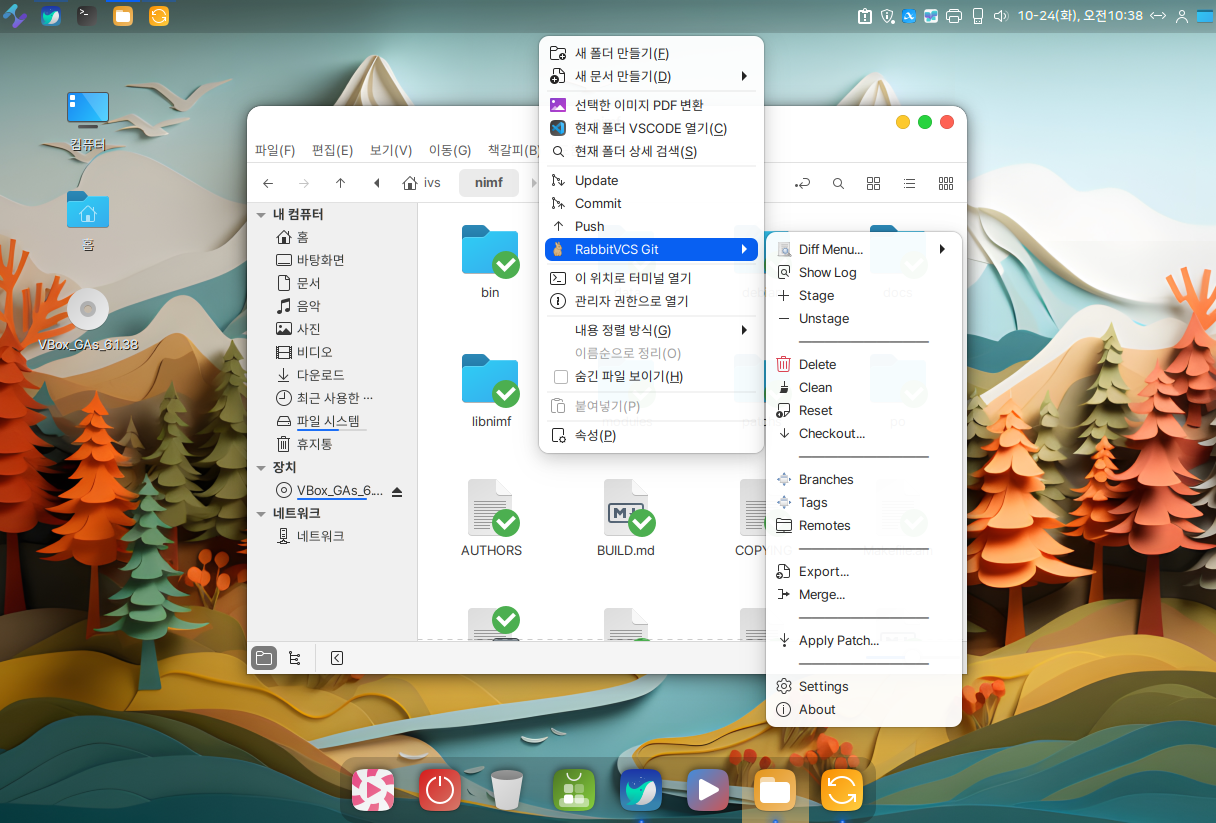 10-24(화), 오전10:38
컴퓨터
홈
VBox_GAs_6.1.38
파일(F)
편집(E)
보기(V)
이동(G)
책갈피(B)
ivs
nimf
내 컴퓨터
홈
바탕화면
문서
음악
사진
비디오
다운로드
최근 사용한 ···
파일 시스템
휴지통
장치
VBox_GAs_6....
네트워크
네트워크
bin
docs
libnimf
modules
po
AUTHORS
BUILD.md
COPYING
새 폴더 만들기(F)
새 문서 만들기(D)
선택한 이미지 PDF 변환
현재 폴더 VSCODE 열기(C)
현재 폴더 상세 검색(S)
Update
Commit
Push
RabbitVCS Git
이 위치로 터미널 열기
관리자 권한으로 열기
내용 정렬 방식(G)
이름순으로 정리(O)
숨긴 파일 보이기(H)
붙여넣기(P)
속성(P)
Diff Menu...
Show Log
Stage
Unstage
Delete
Clean
Reset
Checkout...
Branches
Tags
Remotes
Export...
Merge...
Apply Patch...
Settings
About